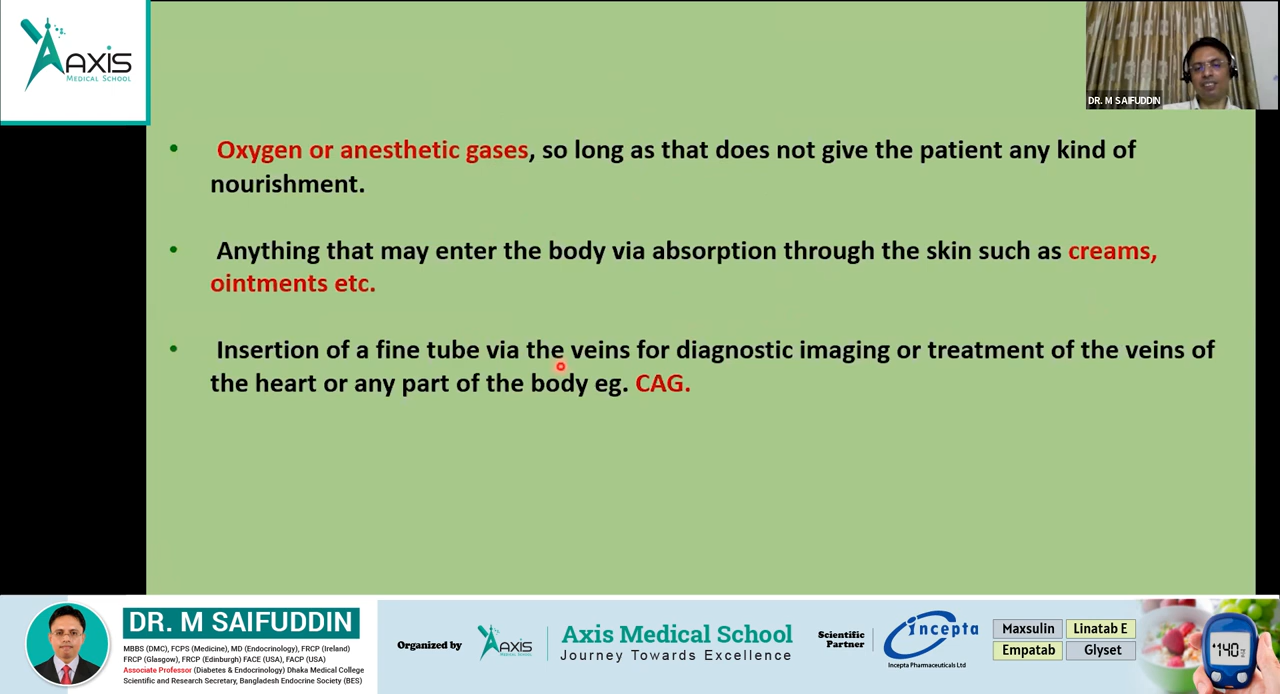 AXIS
MEDICAL SCHOOL
DR. M SAIFUDDIN
• Oxygen or anesthetic gases, so long as that does not give the patient any kind of
nourishment.
• Anything that may enter the body via absorption through the skin such as creams,
ointments etc.
• Insertion of a fine tube via the veins for diagnostic imaging or treatment of the veins of
the heart or any part of the body eg. CAG.
DR. M SAIFUDDIN
MBBS (DMC), FCPS (Medicine), MD (Endocrinology), FRCP (Ireland)
FRCP (Glasgow), FRCP (Edinburgh) FACE (USA), FACP (USA)
Associate Professor (Diabetes & Endocrinology) Dhaka Medical College
Scientific and Research Secretary, Bangladesh Endocrine Society (BES)
Organized by
AXIS
Axis Medical School
Journey Towards Excellence
Scientific
Partner
incepta
Incepta Pharmaceuticals Ltd
Maxsulin
Linatab E
Empatab
Glyset
140